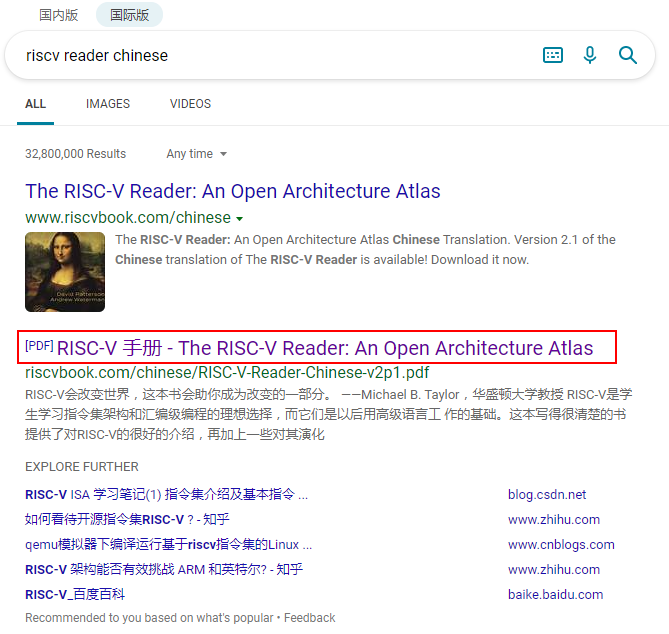 国内版 国际版
riscv reader chinese
ALL IMAGES VIDEOS
32,800,000 Results Any time
The RISC-V Reader: An Open Architecture Atlas
www.riscvbook.com/chinese
The RISC-V Reader: An Open Architecture Atlas Chinese Translation. Version 2.1 of the
Chinese translation of The RISC-V Reader is available! Download it now.
David Patterson
Andrew Waterman
[PDF] RISC-V 手册 - The RISC-V Reader: An Open Architecture Atlas
riscvbook.com/chinese/RISC-V-Reader-Chinese-v2p1.pdf
RISC-V会改变世界，这本书会助你成为改变的一部分。 ——Michael B. Taylor，华盛顿大学教授 RISC-V是学
生学习指令集架构和汇编级编程的理想选择，而它们是以后用高级语言工 作的基础。这本写得很清楚的书
提供了对RISC-V的很好的介绍，再加上一些对其演化
EXPLORE FURTHER
RISC-V ISA 学习笔记(1) 指令集介绍及基本指令 ... blog.csdn.net
如何看待开源指令集RISC-V ? - 知乎 www.zhihu.com
qemu模拟器下编译运行基于riscv指令集的Linux ... www.cnblogs.com
RISC-V 架构能否有效挑战 ARM 和英特尔? - 知乎 www.zhihu.com
RISC-V_百度百科 baike.baidu.com
Recommended to you based on what's popular • Feedback